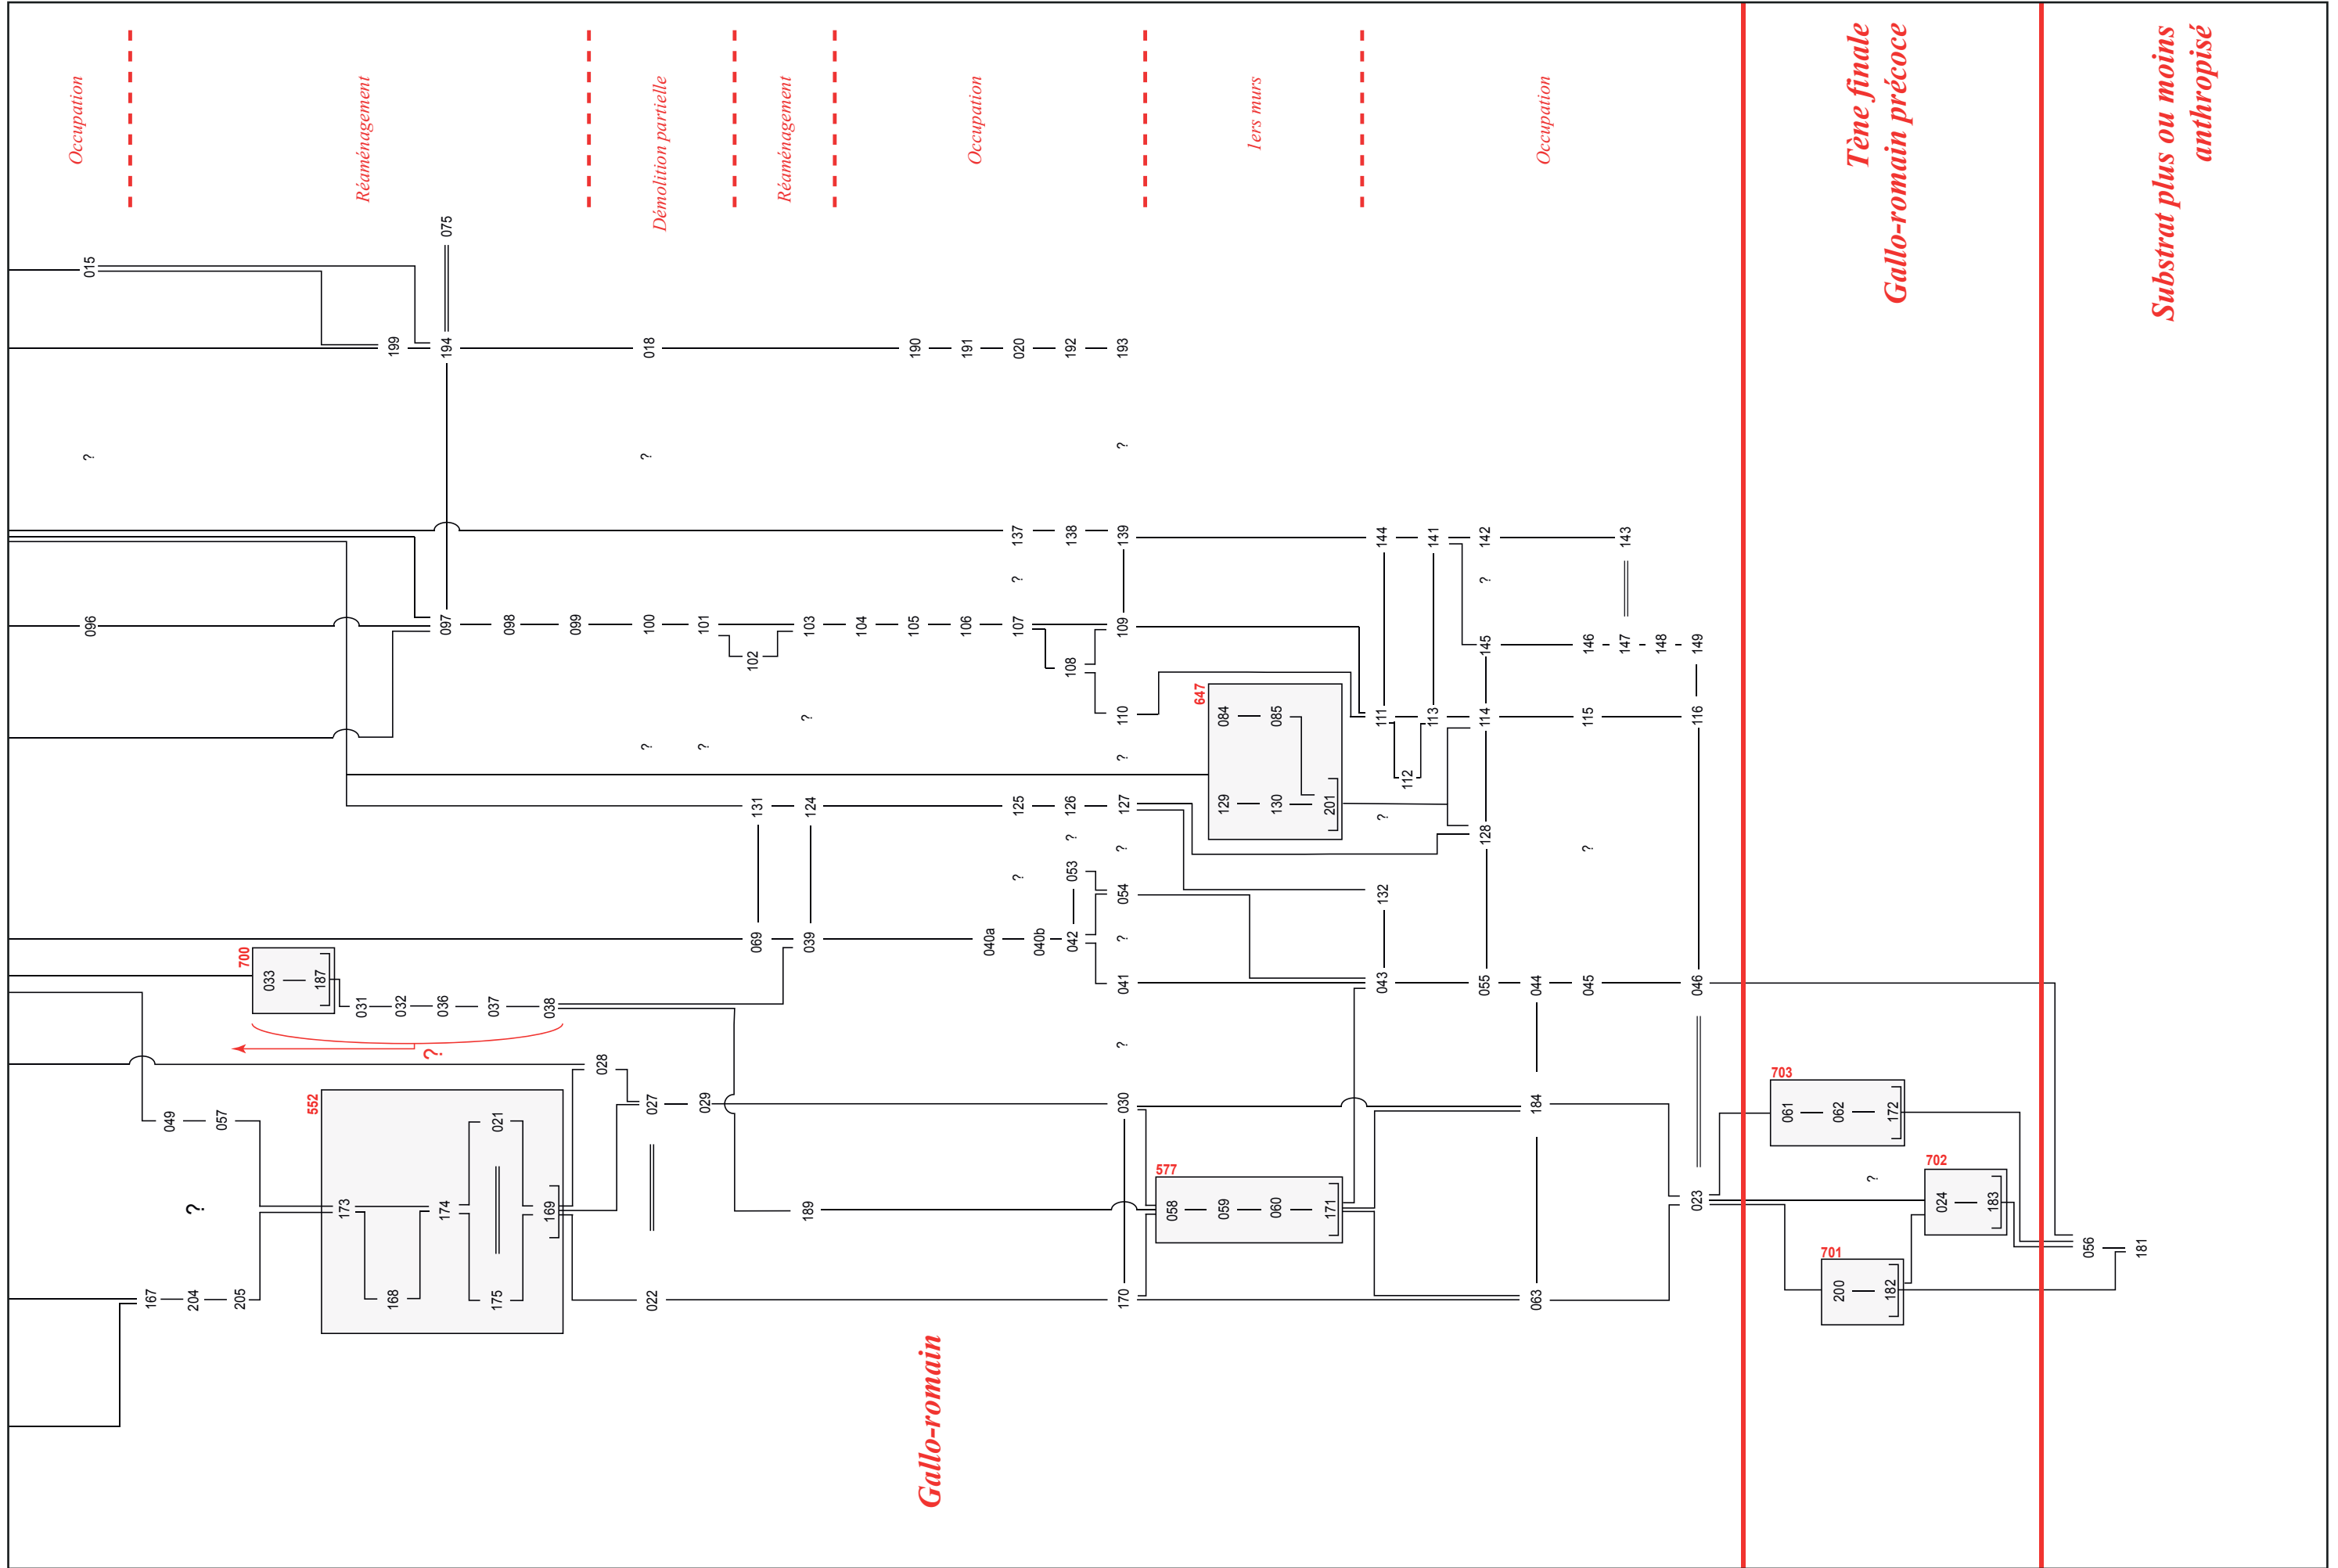 096 ? 015 Occupation
167
049
204 ?
057
205
700
033
552
187
173
031 Réaménagement
168 199
032
?
174 036 097 194 075
175 021 037
098
169 038
099
028
022 027 ? 100 ? 018 Démolition partielle
029 ? 101
069 131 102
Réaménagement
189 039 124 ? 103
104
105 190
Gallo-romain
106 191 Occupation
040a
? 125 107 ? 137 020
040b
042 053 ? 126 108 138 192
170 030 ? 041 ? 054 ? 127 ? 110 109 139 ? 193
577
058
647
059 129 084
1ers murs
060 130 085
171 201
043 132 ? 111 144
112
113 141
055 128 114 145 ? 142
063 184 044 Occupation
045 ? 115 146
147 143
148
023 046 116 149
703
061
701
200 062
Tène finale
?
182 172
Gallo-romain précoce
702
024
183
056
181
Substrat plus ou moins
anthropisé